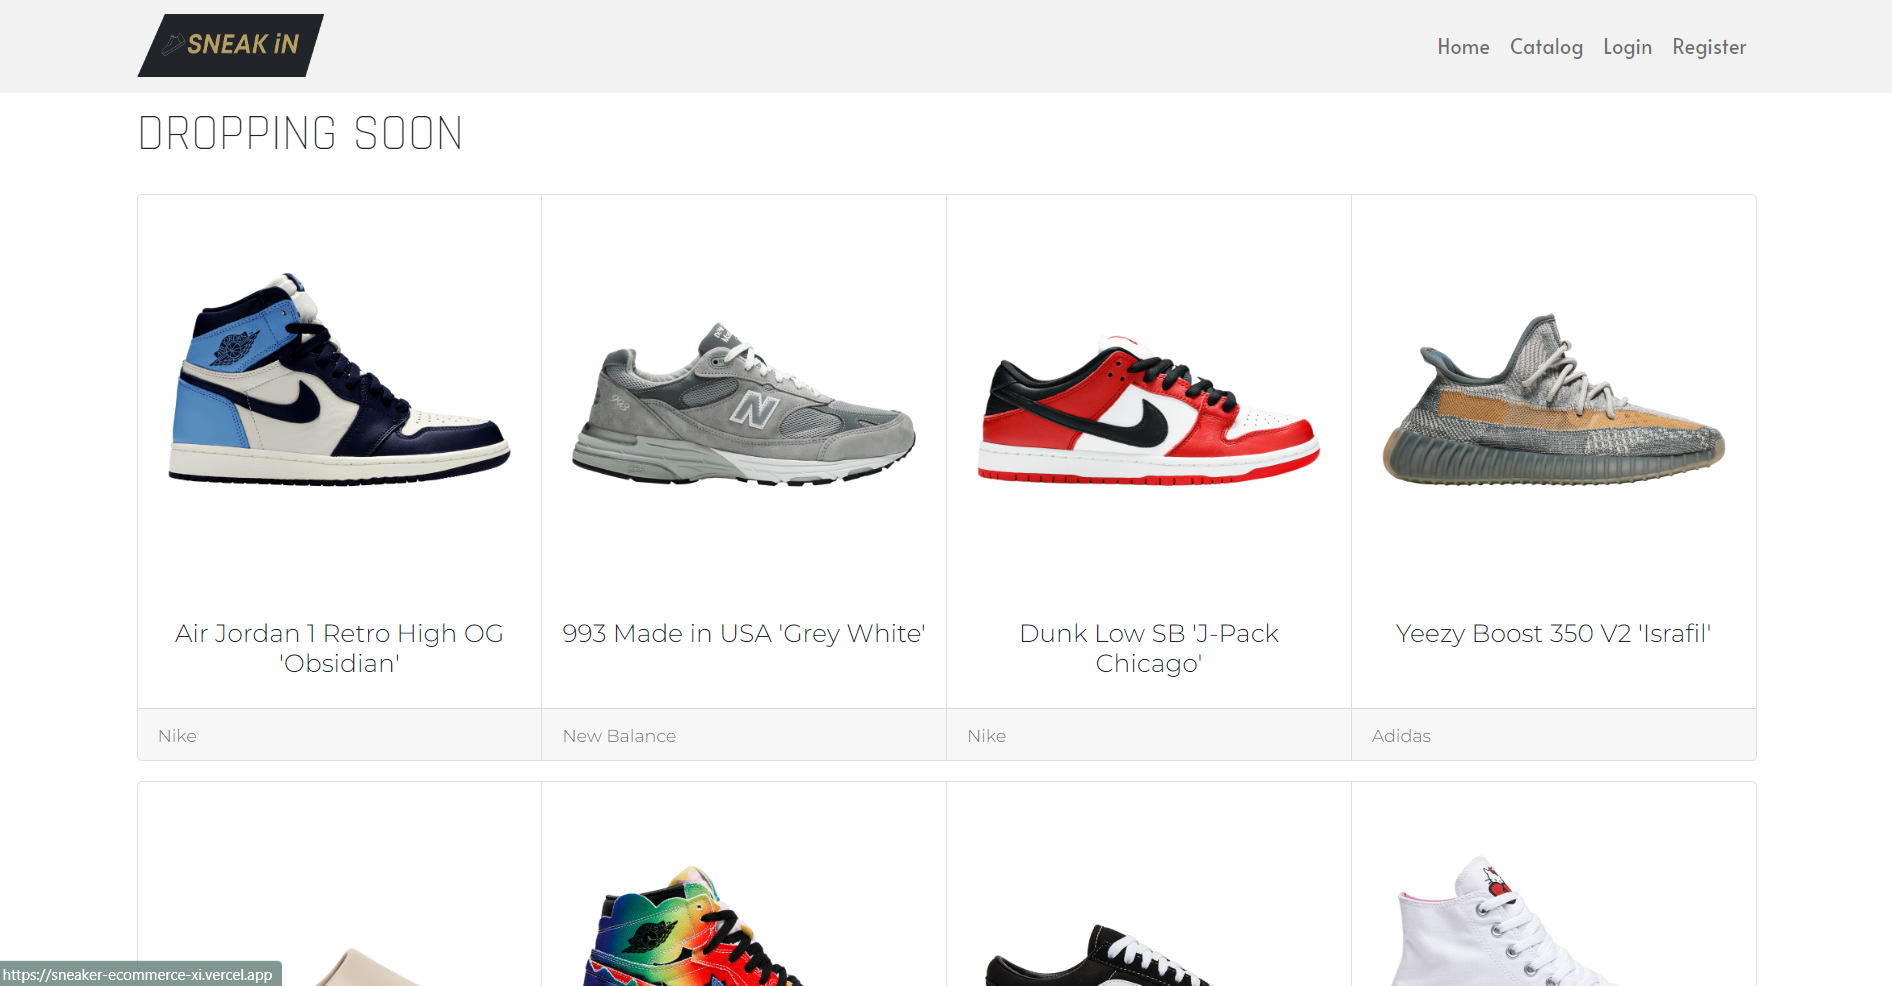 SNEAK iN
Home Catalog Login Register
DROPPING SOON
993
N
Air Jordan 1 Retro High OG
'Obsidian'
993 Made in USA 'Grey White'
Dunk Low SB 'J-Pack
Chicago'
Yeezy Boost 350 V2 'Israfil'
Nike
New Balance
Nike
Adidas
https://sneaker-ecommerce-xi.vercel.app